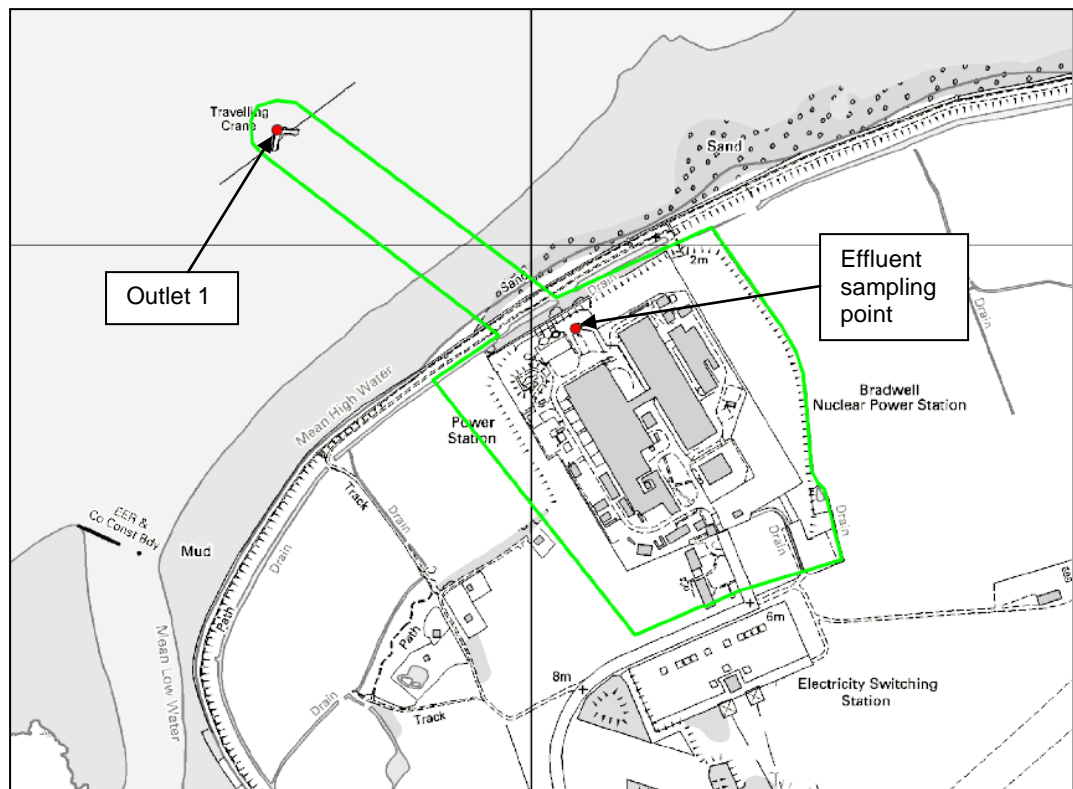 Travelling
Crane
Outlet 1
Sand
Sand
Drain
2m
Effluent
sampling
point
Drain
Mean High Water
Power
Station
Bradwell
Nuclear Power Station
Track
Drain
EER &
Co Const Bdy
Mud
Drain
Drain
Drain
Path
Path
Mean Low Water
Drain
Track
8m
6m
Electricity Switching
Station